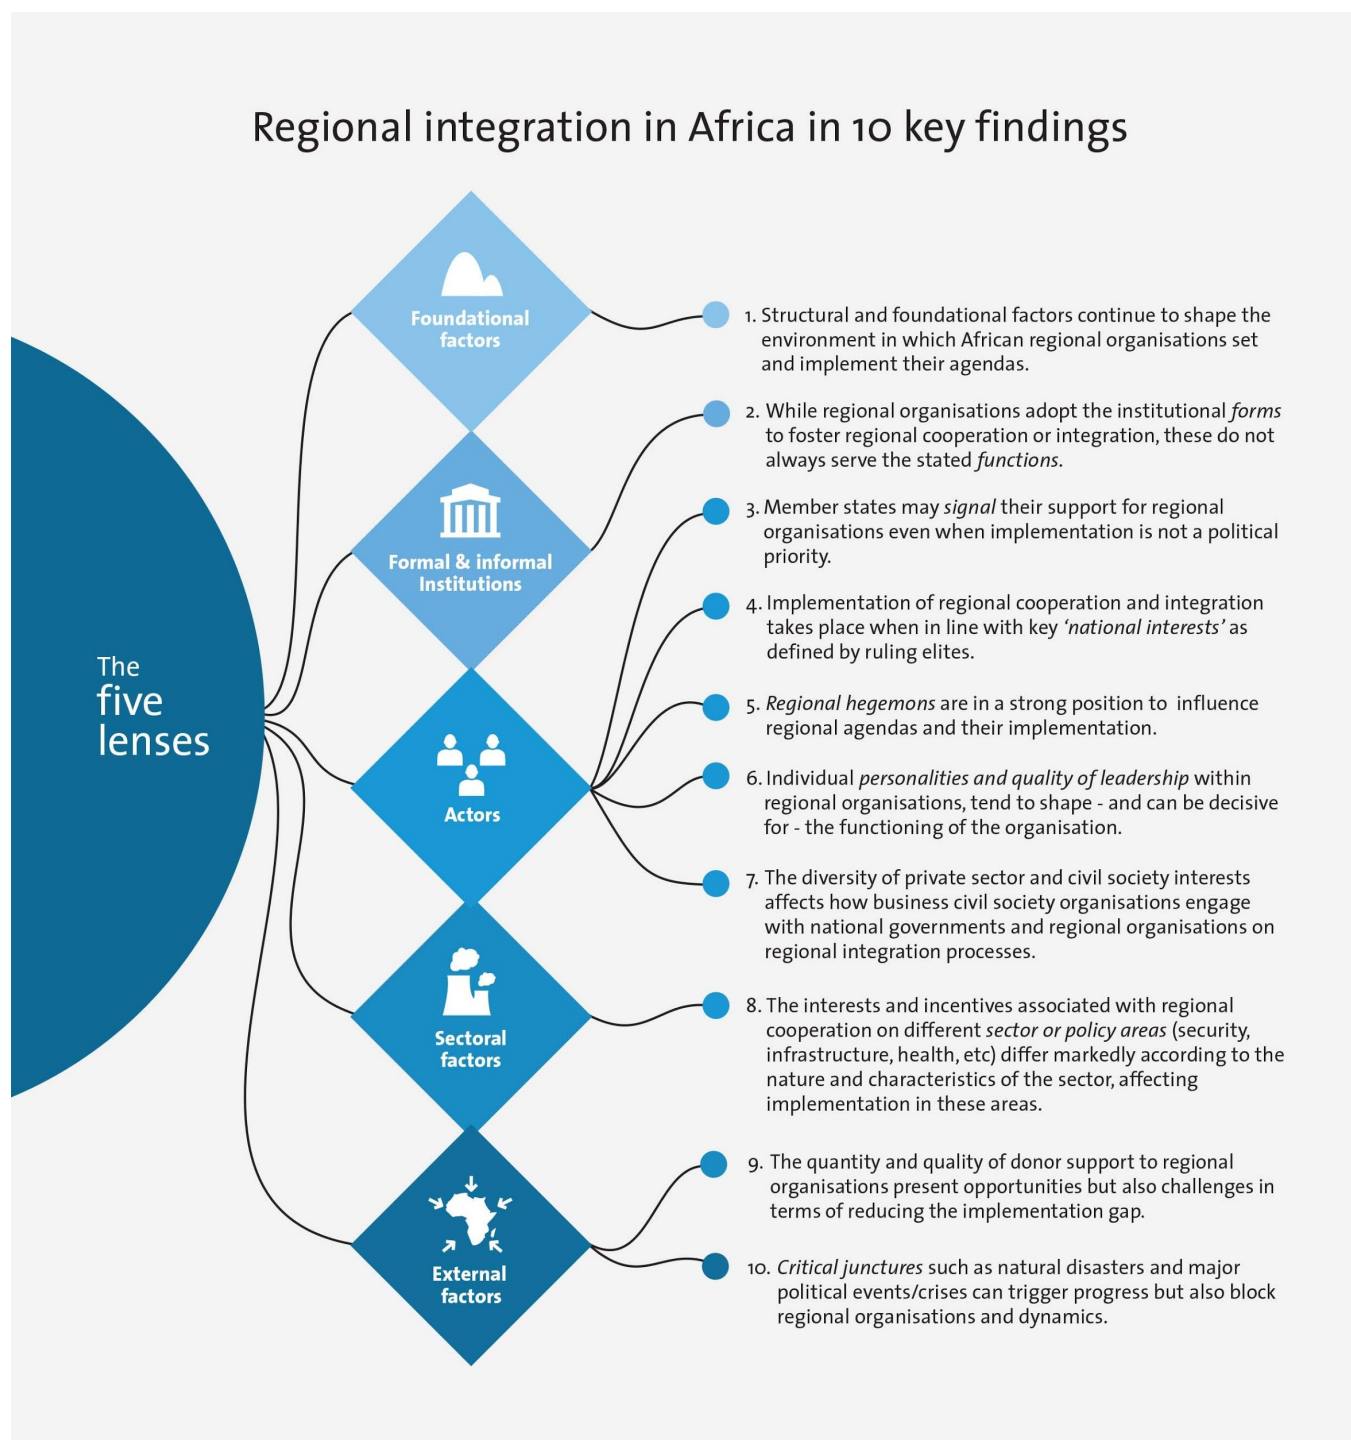 Regional integration in Africa in 10 key findings
The
five
lenses
Foundational
factors
Formal & informal
Institutions
Actors
Sectoral
factors
External
factors
1. Structural and foundational factors continue to shape the
environment in which African regional organisations set
and implement their agendas.
2. While regional organisations adopt the institutional forms
to foster regional cooperation or integration, these do not
always serve the stated functions.
3. Member states may signal their support for regional
organisations even when implementation is not a political
priority.
4. Implementation of regional cooperation and integration
takes place when in line with key ‘national interests’ as
defined by ruling elites.
5. Regional hegemons are in a strong position to influence
regional agendas and their implementation.
6. Individual personalities and quality of leadership within
regional organisations, tend to shape - and can be decisive
for - the functioning of the organisation.
7. The diversity of private sector and civil society interests
affects how business civil society organisations engage
with national governments and regional organisations on
regional integration processes.
8. The interests and incentives associated with regional
cooperation on different sector or policy areas (security,
infrastructure, health, etc) differ markedly according to the
nature and characteristics of the sector, affecting
implementation in these areas.
9. The quantity and quality of donor support to regional
organisations present opportunities but also challenges in
terms of reducing the implementation gap.
10. Critical junctures such as natural disasters and major
political events/crises can trigger progress but also block
regional organisations and dynamics.